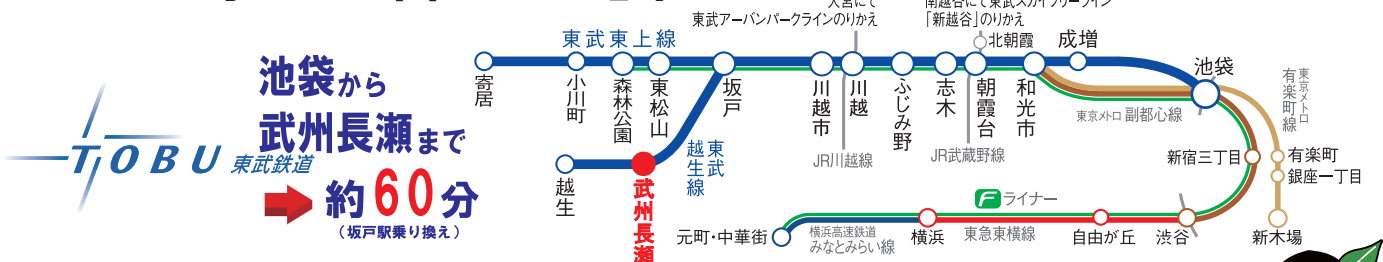 大宮にて
東武アーバンパークラインのりかえ
南越谷にて東武スカイツリーライン
「新越谷」のりかえ
北朝霞
成増
池袋
東武東上線
寄居
小川町
森林公園
東松山
坂戸
川越市
川越
ふじみ野
志木
朝霞台
和光市
池袋から
武州長瀬まで
約60分
(坂戸駅乗り換え)
TOBU 東武鉄道
東武越生線
越生
武州長瀬
JR川越線
JR武蔵野線
東京メトロ 副都心線
東京メトロ
有楽町線
新宿三丁目
有楽町
銀座一丁目
新木場
F ライナー
元町・中華街
横浜高速鉄道
みなとみらい線
横浜
東急東横線
自由が丘
渋谷